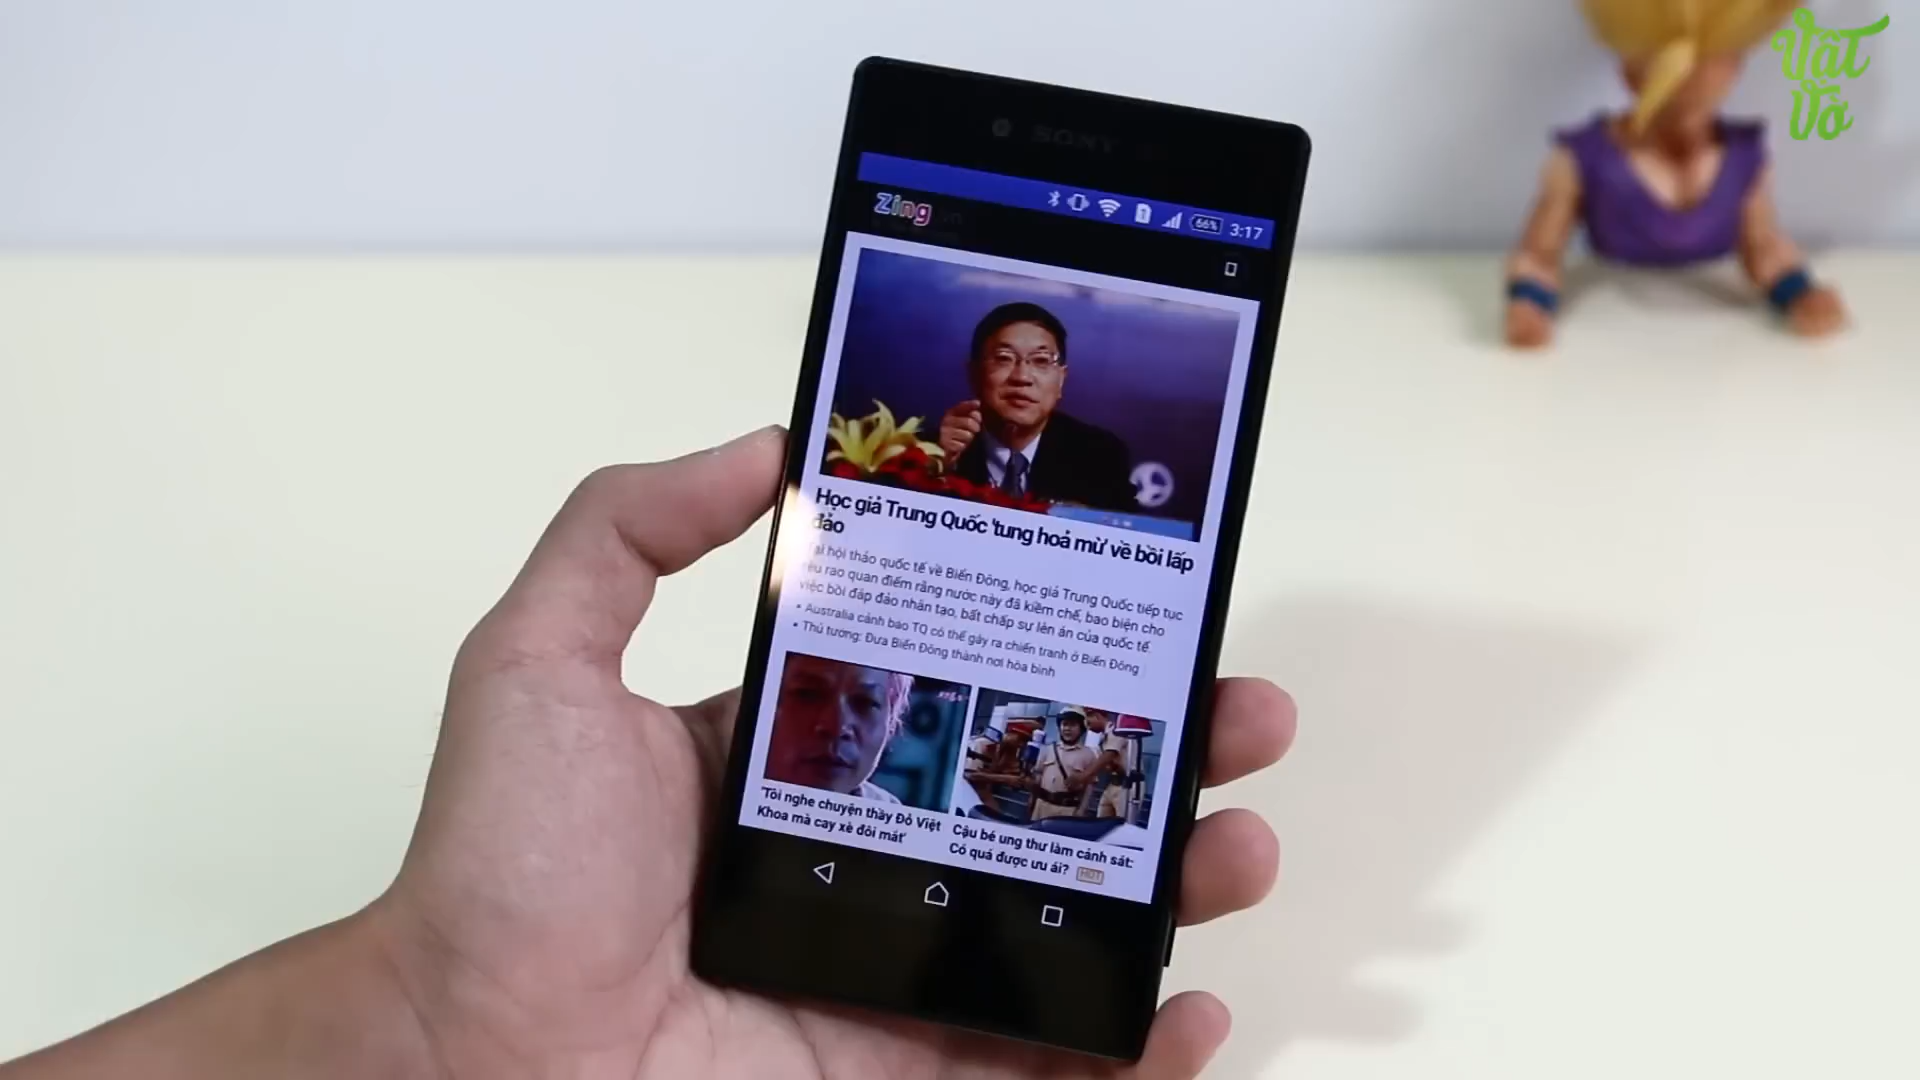 Vật
Vờ
SONY
66% 3:17
Zing.vn
Học giả Trung Quốc 'tung hoả mù' về bồi lấp
đảo
Tại hội thảo quốc tế về Biển Đông, học giả Trung Quốc tiếp tục
rêu rao quan điểm rằng nước này đã kiềm chế, bao biện cho
việc bồi đắp đảo nhân tạo, bất chấp sự lên án của quốc tế.
• Australia cảnh báo TQ có thể gây ra chiến tranh ở Biển Đông
• Thủ tướng: Đưa Biển Đông thành nơi hòa bình
'Tôi nghe chuyện thầy Đỗ Việt
Khoa mà cay xè đôi mắt'
Cậu bé ung thư làm cảnh sát:
Có quá được ưu ái? HOT